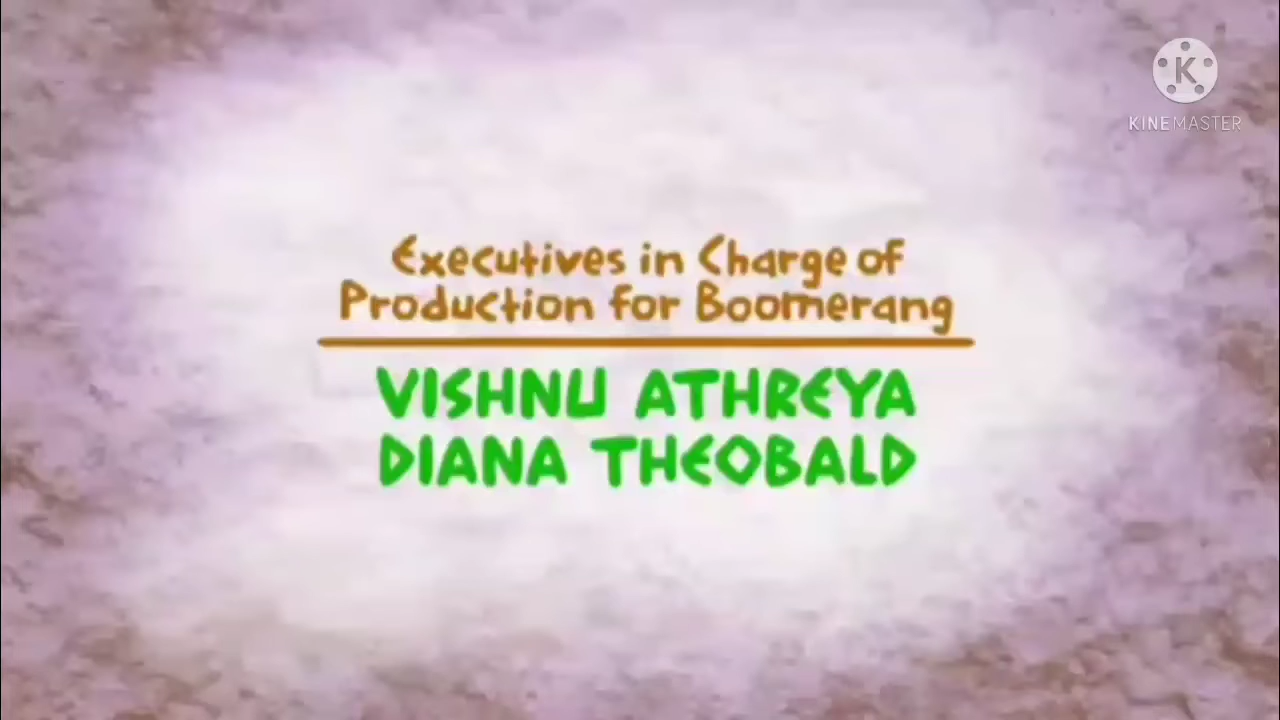 K
KINEMASTER
Executives in Charge of
Production for Boomerang
VISHNU ATHREYA
DIANA THEOBALD